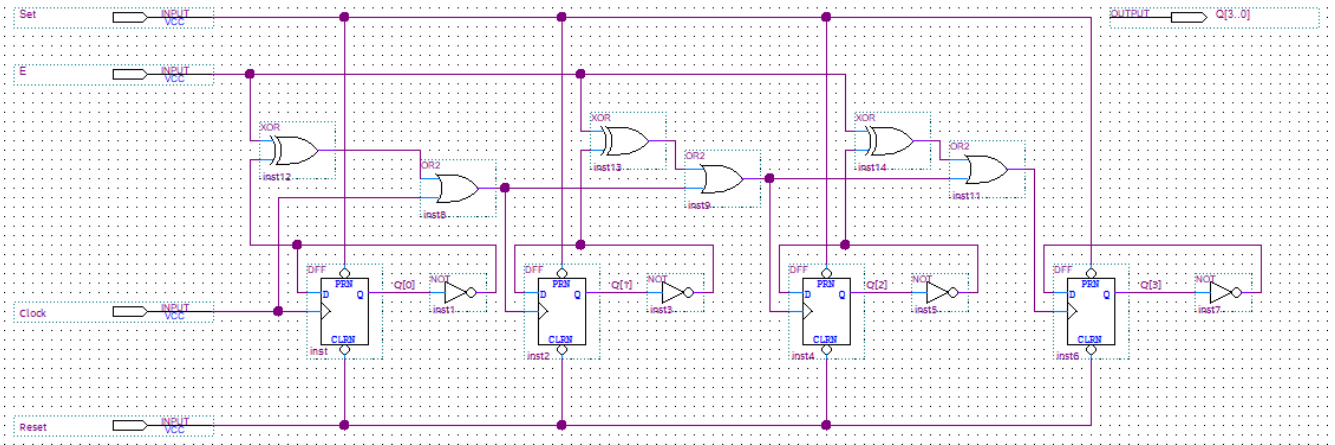 Set INPUT VCC OUTPUT Q[3..0]
E INPUT VCC
XOR inst12
OR2 inst8
XOR inst13
OR2 inst9
XOR inst14
OR2 inst11
DFF PRN D Q CLRN inst
Q[0] NOT inst1
DFF PRN D Q CLRN inst2
Q[1] NOT inst3
DFF PRN D Q CLRN inst4
Q[2] NOT inst5
DFF PRN D Q CLRN inst6
Q[3] NOT inst7
Clock INPUT VCC
Reset INPUT VCC